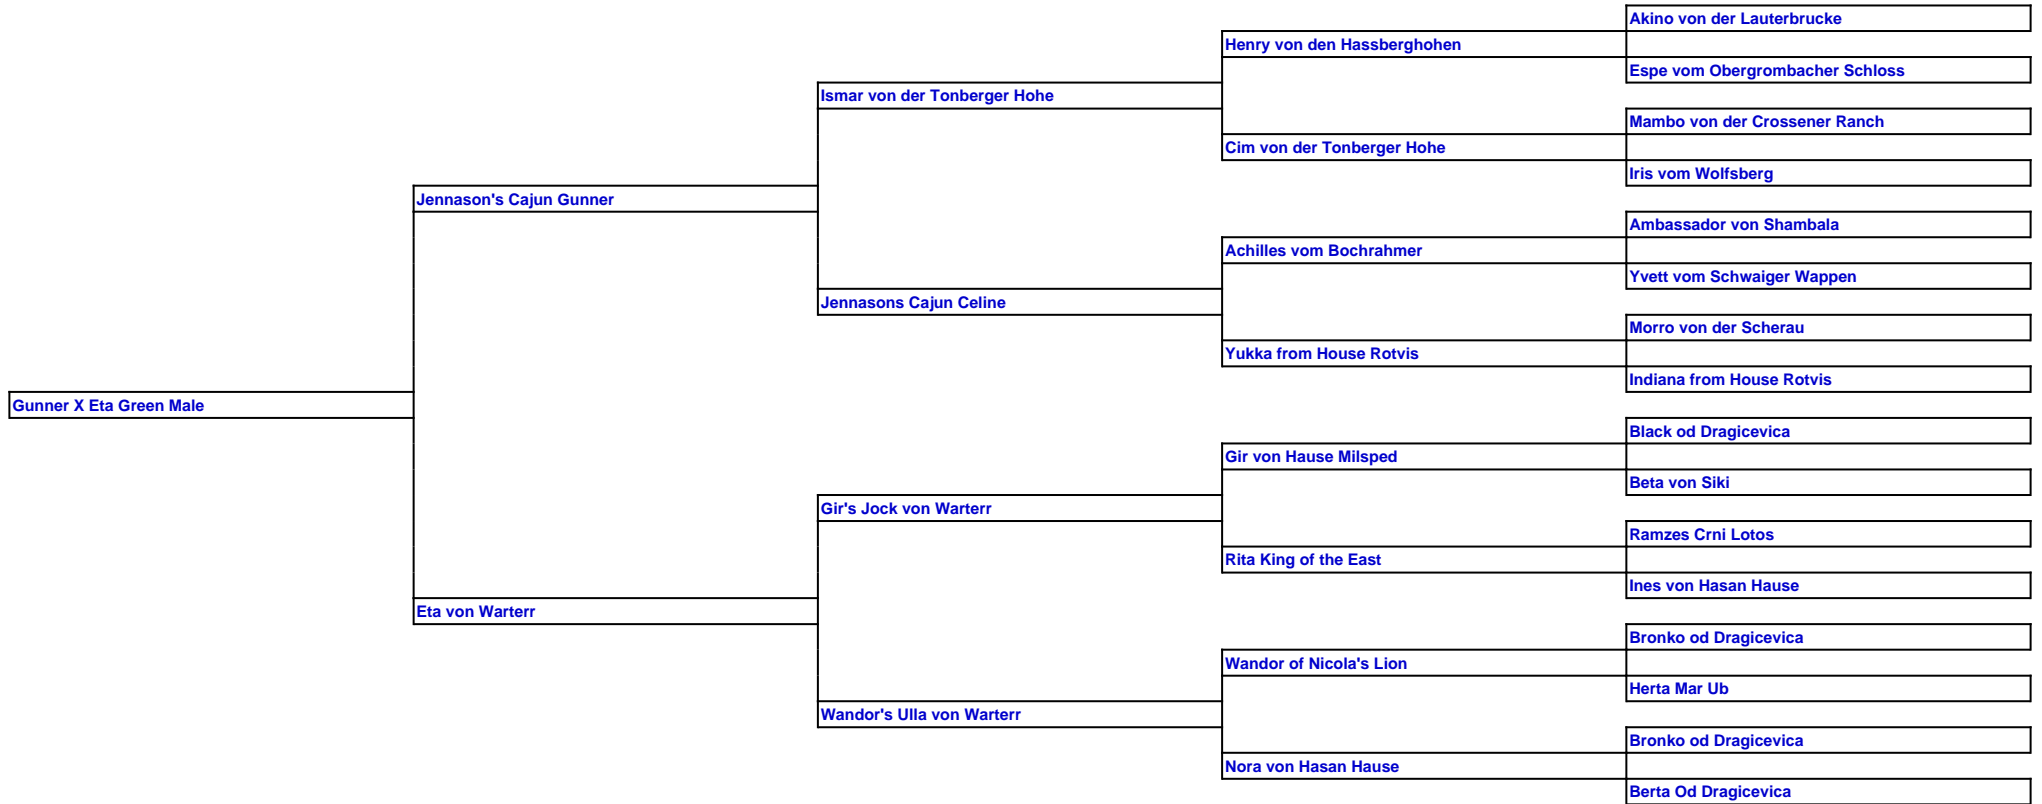 Akino von der Lauterbrucke
Henry von den Hassberghohen
Espe vom Obergrombacher Schloss
Ismar von der Tonberger Hohe
Mambo von der Crossener Ranch
Cim von der Tonberger Hohe
Iris vom Wolfsberg
Jennason's Cajun Gunner
Ambassador von Shambala
Achilles vom Bochrahmer
Yvett vom Schwaiger Wappen
Jennasons Cajun Celine
Morro von der Scherau
Yukka from House Rotvis
Indiana from House Rotvis
Gunner X Eta Green Male
Black od Dragicevica
Gir von Hause Milsped
Beta von Siki
Gir's Jock von Warterr
Ramzes Crni Lotos
Rita King of the East
Ines von Hasan Hause
Eta von Warterr
Bronko od Dragicevica
Wandor of Nicola's Lion
Herta Mar Ub
Wandor's Ulla von Warterr
Bronko od Dragicevica
Nora von Hasan Hause
Berta Od Dragicevica